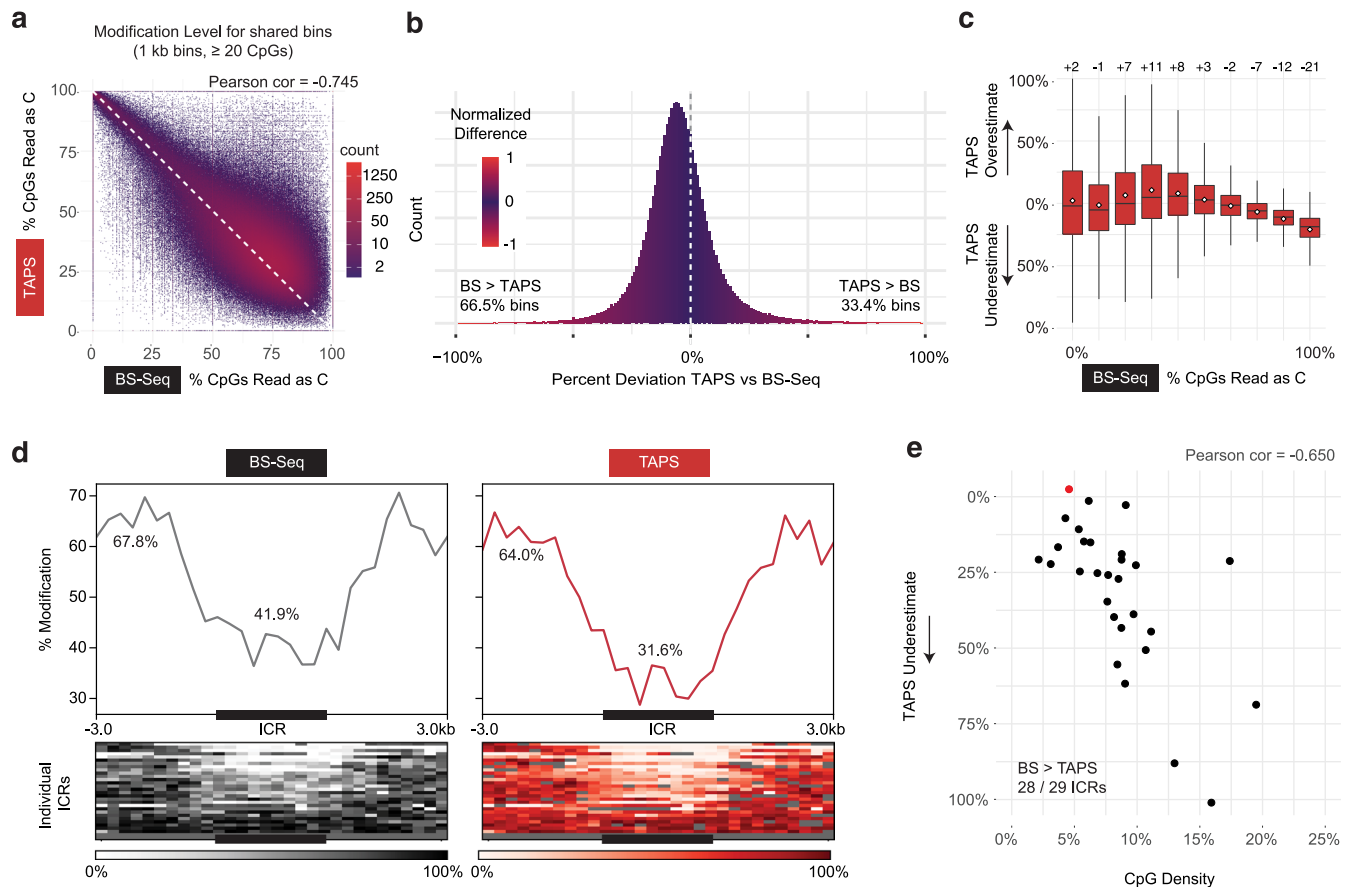 a
Modification Level for shared bins
(1 kb bins, ≥ 20 CpGs)
Pearson cor = -0.745
100
75
50
25
0
TAPS
% CpGs Read as C
0
25
50
75
100
BS-Seq
% CpGs Read as C
count
1250
250
50
10
2
b
Normalized
Difference
1
0
-1
Count
BS > TAPS
66.5% bins
TAPS > BS
33.4% bins
−100%
0%
100%
Percent Deviation TAPS vs BS-Seq
c
+2 -1 +7 +11 +8 +3 -2 -7 -12 -21
100%
50%
0%
50%
0%
TAPS
Overestimate
TAPS
Underestimate
0%
100%
BS-Seq
% CpGs Read as C
d
BS-Seq
TAPS
% Modification
70
60
50
40
30
67.8%
41.9%
64.0%
31.6%
-3.0
ICR
3.0kb
-3.0
ICR
3.0kb
Individual
ICRs
0%
100%
0%
100%
e
Pearson cor = -0.650
0%
25%
50%
75%
100%
TAPS Underestimate
BS > TAPS
28 / 29 ICRs
0%
5%
10%
15%
20%
25%
CpG Density